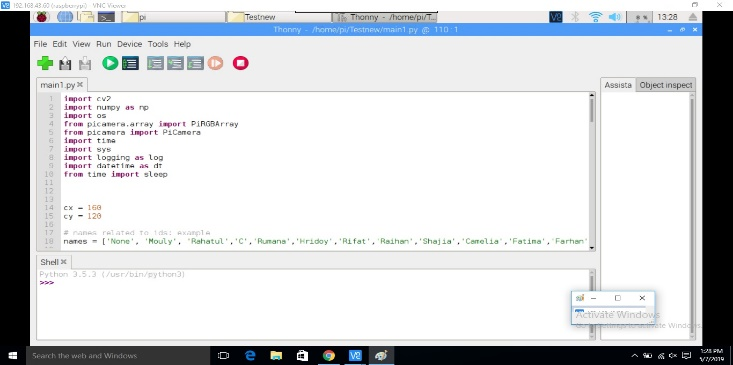 192.168.43.60 (raspberrypi) - VNC Viewer
pi
Testnew
Thonny - /home/pi/T...
13:28
Thonny - /home/pi/Testnew/main1.py @ 110:1
File Edit View Run Device Tools Help
main1.py
Assista
Object inspect
1 import cv2
2 import numpy as np
3 import os
4 from picamera.array import PiRGBArray
5 from picamera import PiCamera
6 import time
7 import sys
8 import logging as log
9 import datetime as dt
10 from time import sleep
11
12
13
14 cx = 160
15 cy = 120
16
17 # names related to ids: example
18 names = ['None', 'Mouly', 'Rahatul','C','Rumana','Hridoy','Rifat','Raihan','Shajia','Camelia','Fatima','Farhan'
Shell
Python 3.5.3 (/usr/bin/python3)
>>>
Activate Windows
to activate Windows.
Search the web and Windows
1:28 PM
5/7/2019